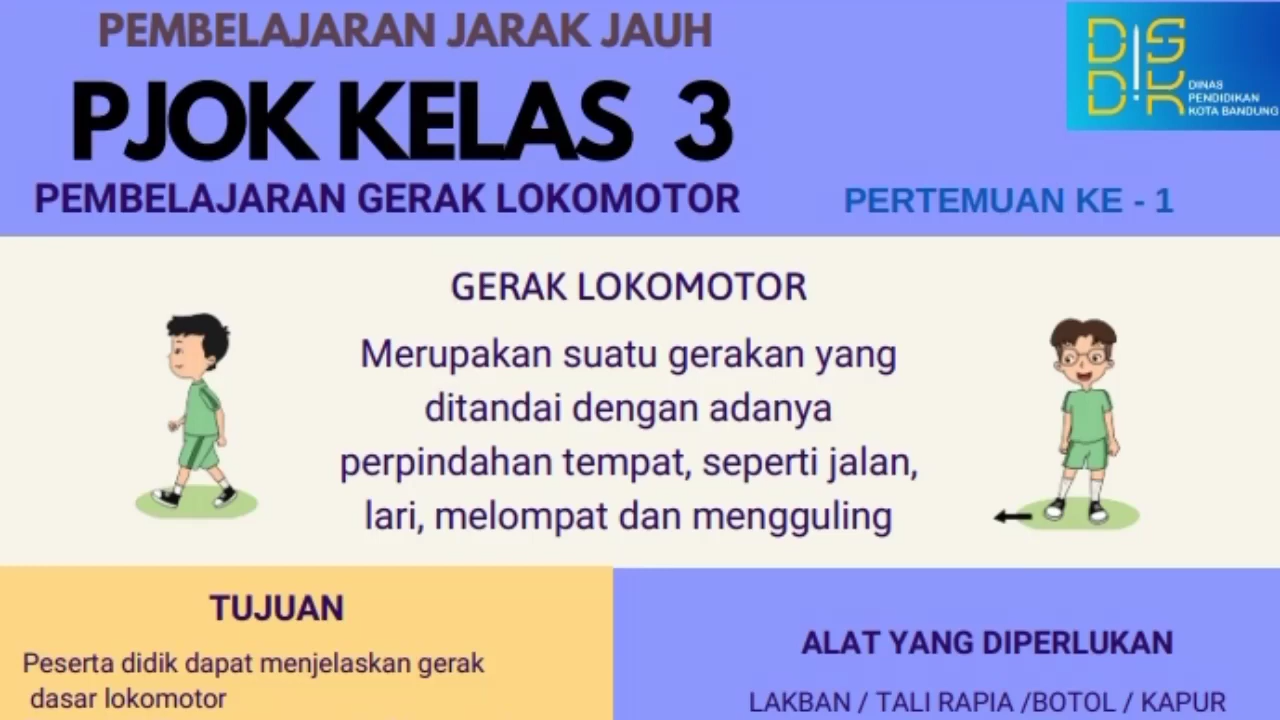 PEMBELAJARAN JARAK JAUH
PJOK KELAS 3
PEMBELAJARAN GERAK LOKOMOTOR
PERTEMUAN KE - 1
DISDIK
DINAS
PENDIDIKAN
KOTA BANDUNG
GERAK LOKOMOTOR
Merupakan suatu gerakan yang
ditandai dengan adanya
perpindahan tempat, seperti jalan,
lari, melompat dan mengguling
TUJUAN
Peserta didik dapat menjelaskan gerak
dasar lokomotor
ALAT YANG DIPERLUKAN
LAKBAN / TALI RAPIA /BOTOL / KAPUR